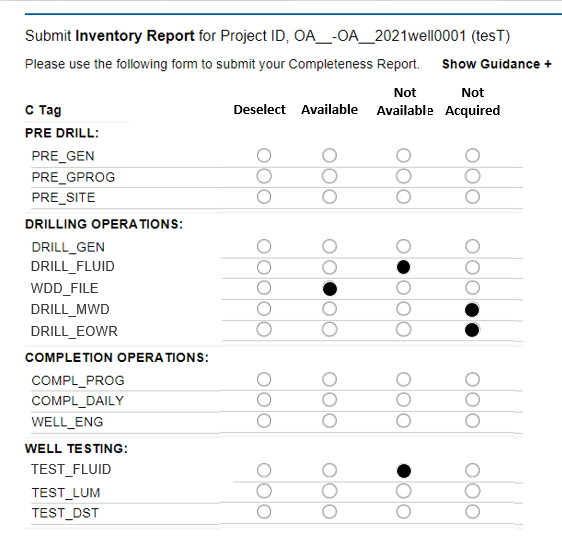 Submit Inventory Report for Project ID, OA__-OA__2021well0001 (tesT)
Please use the following form to submit your Completeness Report. Show Guidance +
C Tag Deselect Available Not Available Not Acquired
PRE DRILL:
PRE_GEN
PRE_GPROG
PRE_SITE
DRILLING OPERATIONS:
DRILL_GEN
DRILL_FLUID
WDD_FILE
DRILL_MWD
DRILL_EOWR
COMPLETION OPERATIONS:
COMPL_PROG
COMPL_DAILY
WELL_ENG
WELL TESTING:
TEST_FLUID
TEST_LUM
TEST_DST